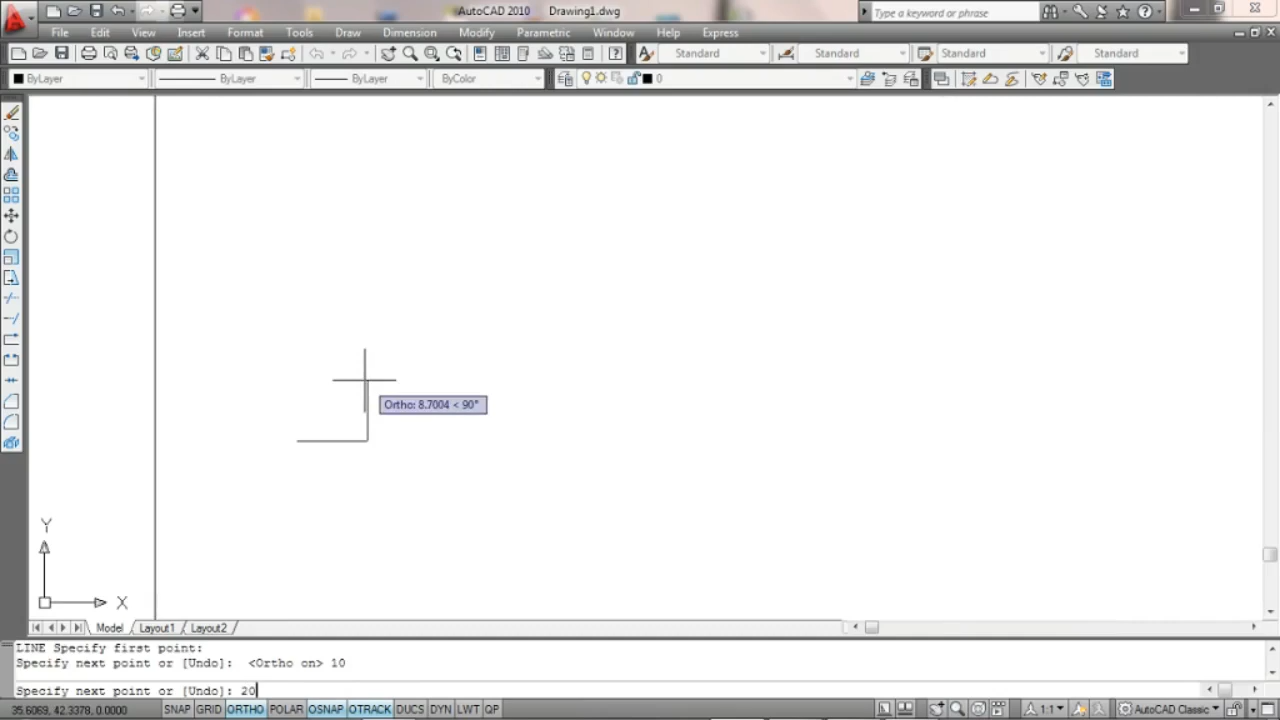 AutoCAD 2010 Drawing1.dwg
Type a keyword or phrase
File Edit View Insert Format Tools Draw Dimension Modify Parametric Window Help Express
Standard Standard Standard Standard
ByLayer ByLayer ByLayer ByColor 0
Ortho: 8.7004 < 90°
Y
X
Model Layout1 Layout2
LINE Specify first point:
Specify next point or [Undo]: <Ortho on> 10
Specify next point or [Undo]: 20
35.6069, 42.3378, 0.0000 SNAP GRID ORTHO POLAR OSNAP OTRACK DUCS DYN LWT QP 1:1 AutoCAD Classic